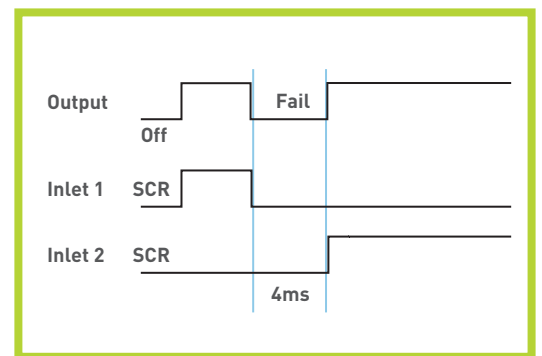 Output Fail
Off
Inlet 1 SCR
Inlet 2 SCR
4ms